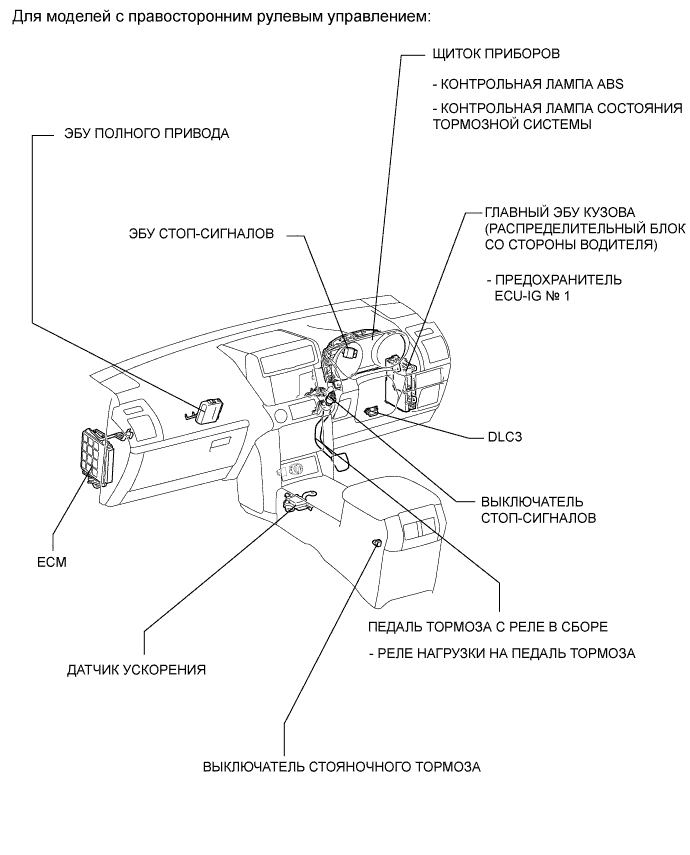 Для моделей с правосторонним рулевым управлением:
ЩИТОК ПРИБОРОВ
- КОНТРОЛЬНАЯ ЛАМПА ABS
- КОНТРОЛЬНАЯ ЛАМПА СОСТОЯНИЯ
ТОРМОЗНОЙ СИСТЕМЫ
ЭБУ ПОЛНОГО ПРИВОДА
ГЛАВНЫЙ ЭБУ КУЗОВА
(РАСПРЕДЕЛИТЕЛЬНЫЙ БЛОК
СО СТОРОНЫ ВОДИТЕЛЯ)
ЭБУ СТОП-СИГНАЛОВ
- ПРЕДОХРАНИТЕЛЬ
ECU-IG № 1
DLC3
ВЫКЛЮЧАТЕЛЬ
СТОП-СИГНАЛОВ
ECM
ПЕДАЛЬ ТОРМОЗА С РЕЛЕ В СБОРЕ
- РЕЛЕ НАГРУЗКИ НА ПЕДАЛЬ ТОРМОЗА
ДАТЧИК УСКОРЕНИЯ
ВЫКЛЮЧАТЕЛЬ СТОЯНОЧНОГО ТОРМОЗА